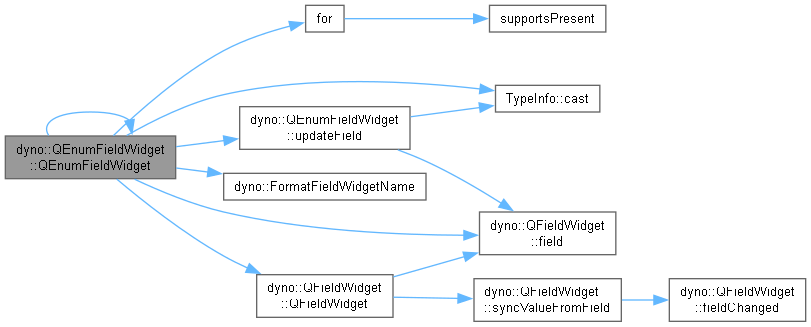 for
supportsPresent
TypeInfo::cast
dyno::QEnumFieldWidget
::updateField
dyno::QEnumFieldWidget
::QEnumFieldWidget
dyno::FormatFieldWidgetName
dyno::QFieldWidget
::field
dyno::QFieldWidget
::QFieldWidget
dyno::QFieldWidget
::syncValueFromField
dyno::QFieldWidget
::fieldChanged